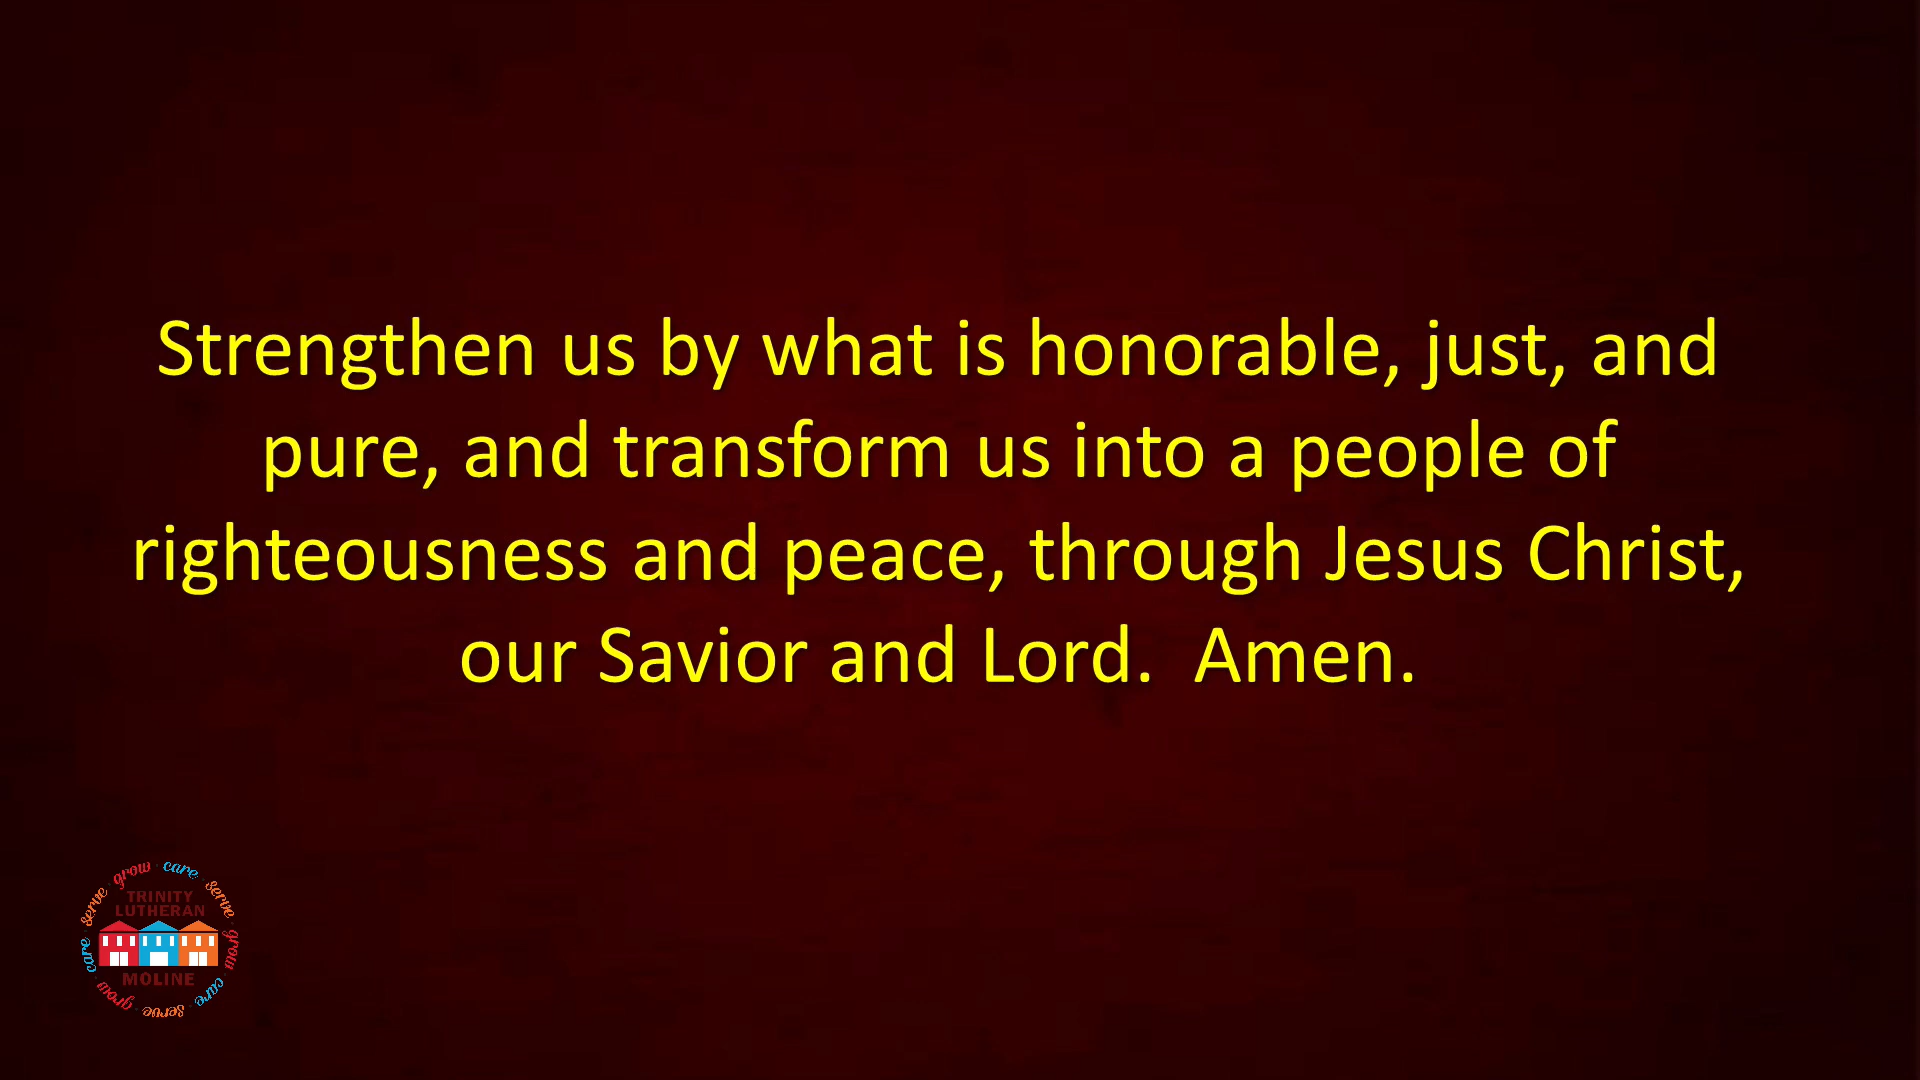 Strengthen us by what is honorable, just, and
pure, and transform us into a people of
righteousness and peace, through Jesus Christ,
our Savior and Lord.  Amen.
serve · grow · care · serve · grow · care · serve · grow · care
TRINITY
LUTHERAN
MOLINE